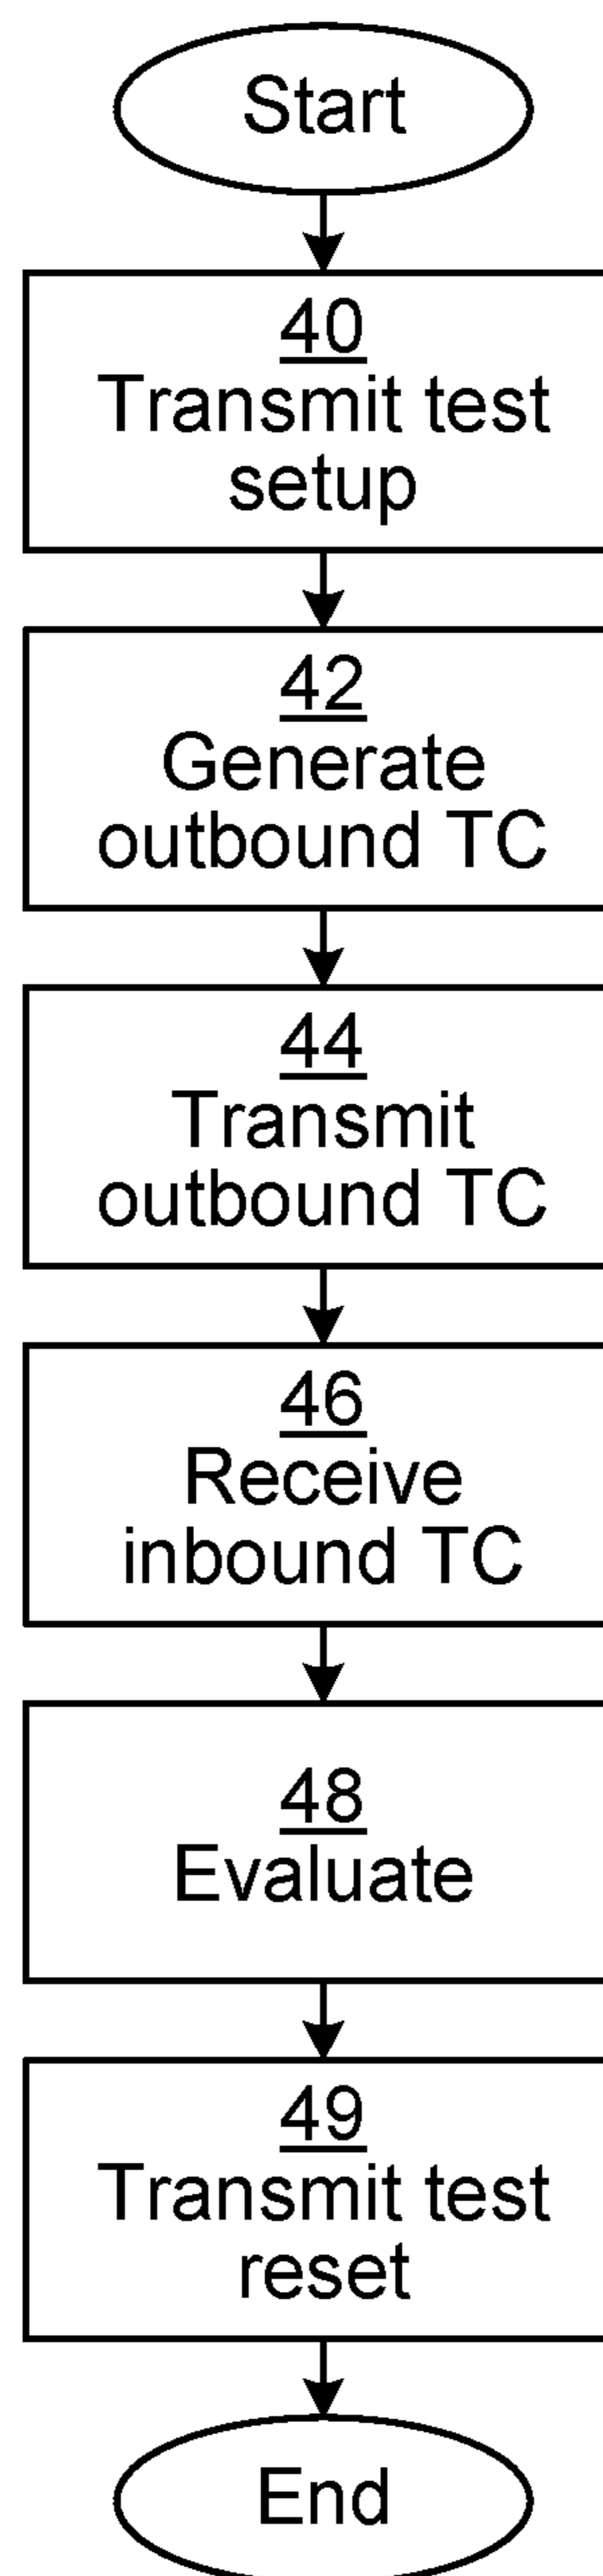 Start
40
Transmit test
setup
42
Generate
outbound TC
44
Transmit
outbound TC
46
Receive
inbound TC
48
Evaluate
49
Transmit test
reset
End